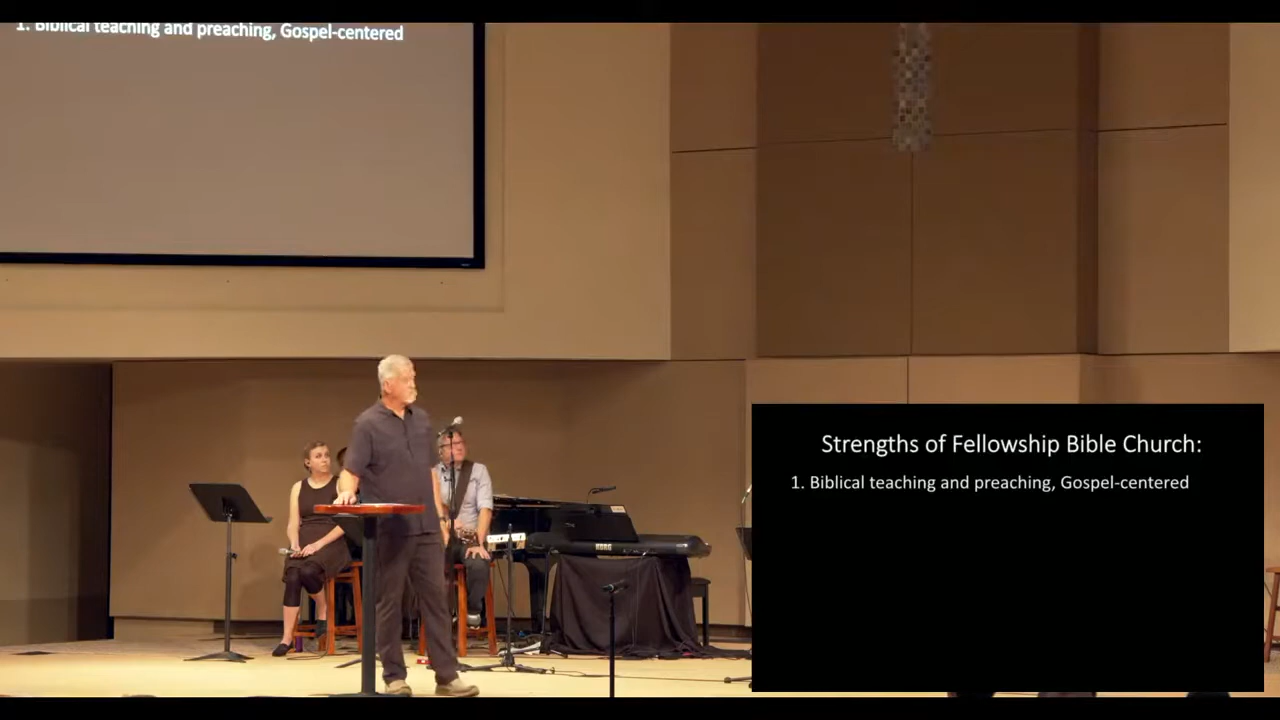 1. Biblical teaching and preaching, Gospel-centered
Strengths of Fellowship Bible Church:
1. Biblical teaching and preaching, Gospel-centered
KORG